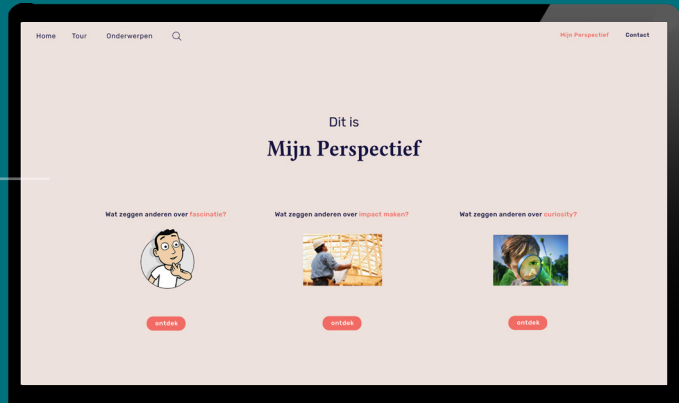 Home Tour Onderwerpen Mijn Perspectief Contact
Dit is
Mijn Perspectief
Wat zeggen anderen over fascinatie? Wat zeggen anderen over impact maken? Wat zeggen anderen over curiosity?
ontdek ontdek ontdek